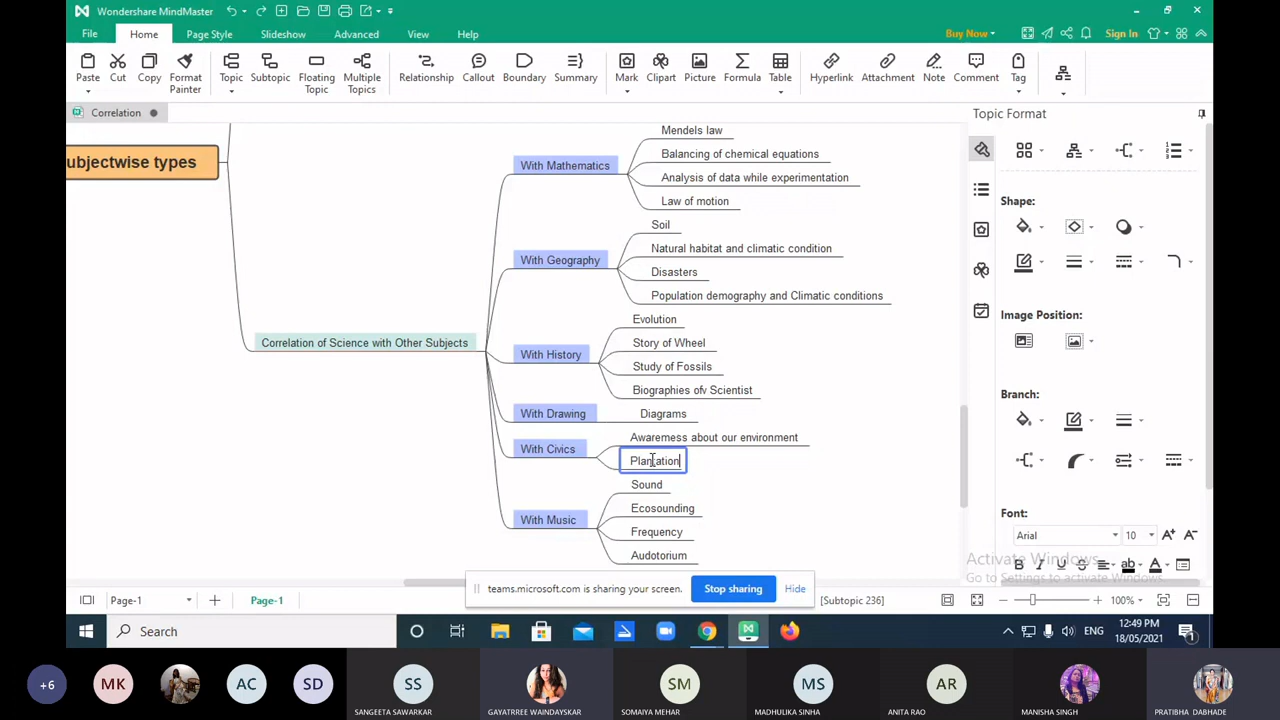 Wondershare MindMaster
File Home Page Style Slideshow Advanced View Help Buy Now Sign In
Paste Cut Copy Format Painter Topic Subtopic Floating Topic Multiple Topics Relationship Callout Boundary Summary Mark Clipart Picture Formula Table Hyperlink Attachment Note Comment Tag
Correlation
Topic Format
ubjectwise types
Correlation of Science with Other Subjects
With Mathematics
Mendels law
Balancing of chemical equations
Analysis of data while experimentation
Law of motion
With Geography
Soil
Natural habitat and climatic condition
Disasters
Population demography and Climatic conditions
With History
Evolution
Story of Wheel
Study of Fossils
Biographies ofv Scientist
With Drawing
Diagrams
With Civics
Awaremess about our environment
Plantation
With Music
Sound
Ecosounding
Frequency
Audotorium
Shape:
Image Position:
Branch:
Font:
Arial 10
Activate Windows
Go to Settings to activate Windows.
teams.microsoft.com is sharing your screen. Stop sharing Hide
Page-1 Page-1 [Subtopic 236] 100%
Search
ENG 12:49 PM
18/05/2021
1
+6 MK AC SD SS SM MS AR
SANGEETA SAWARKAR GAYATRREE WAINDAYSKAR SOMAIYA MEHAR MADHULIKA SINHA ANITA RAO MANISHA SINGH PRATIBHA DABHADE